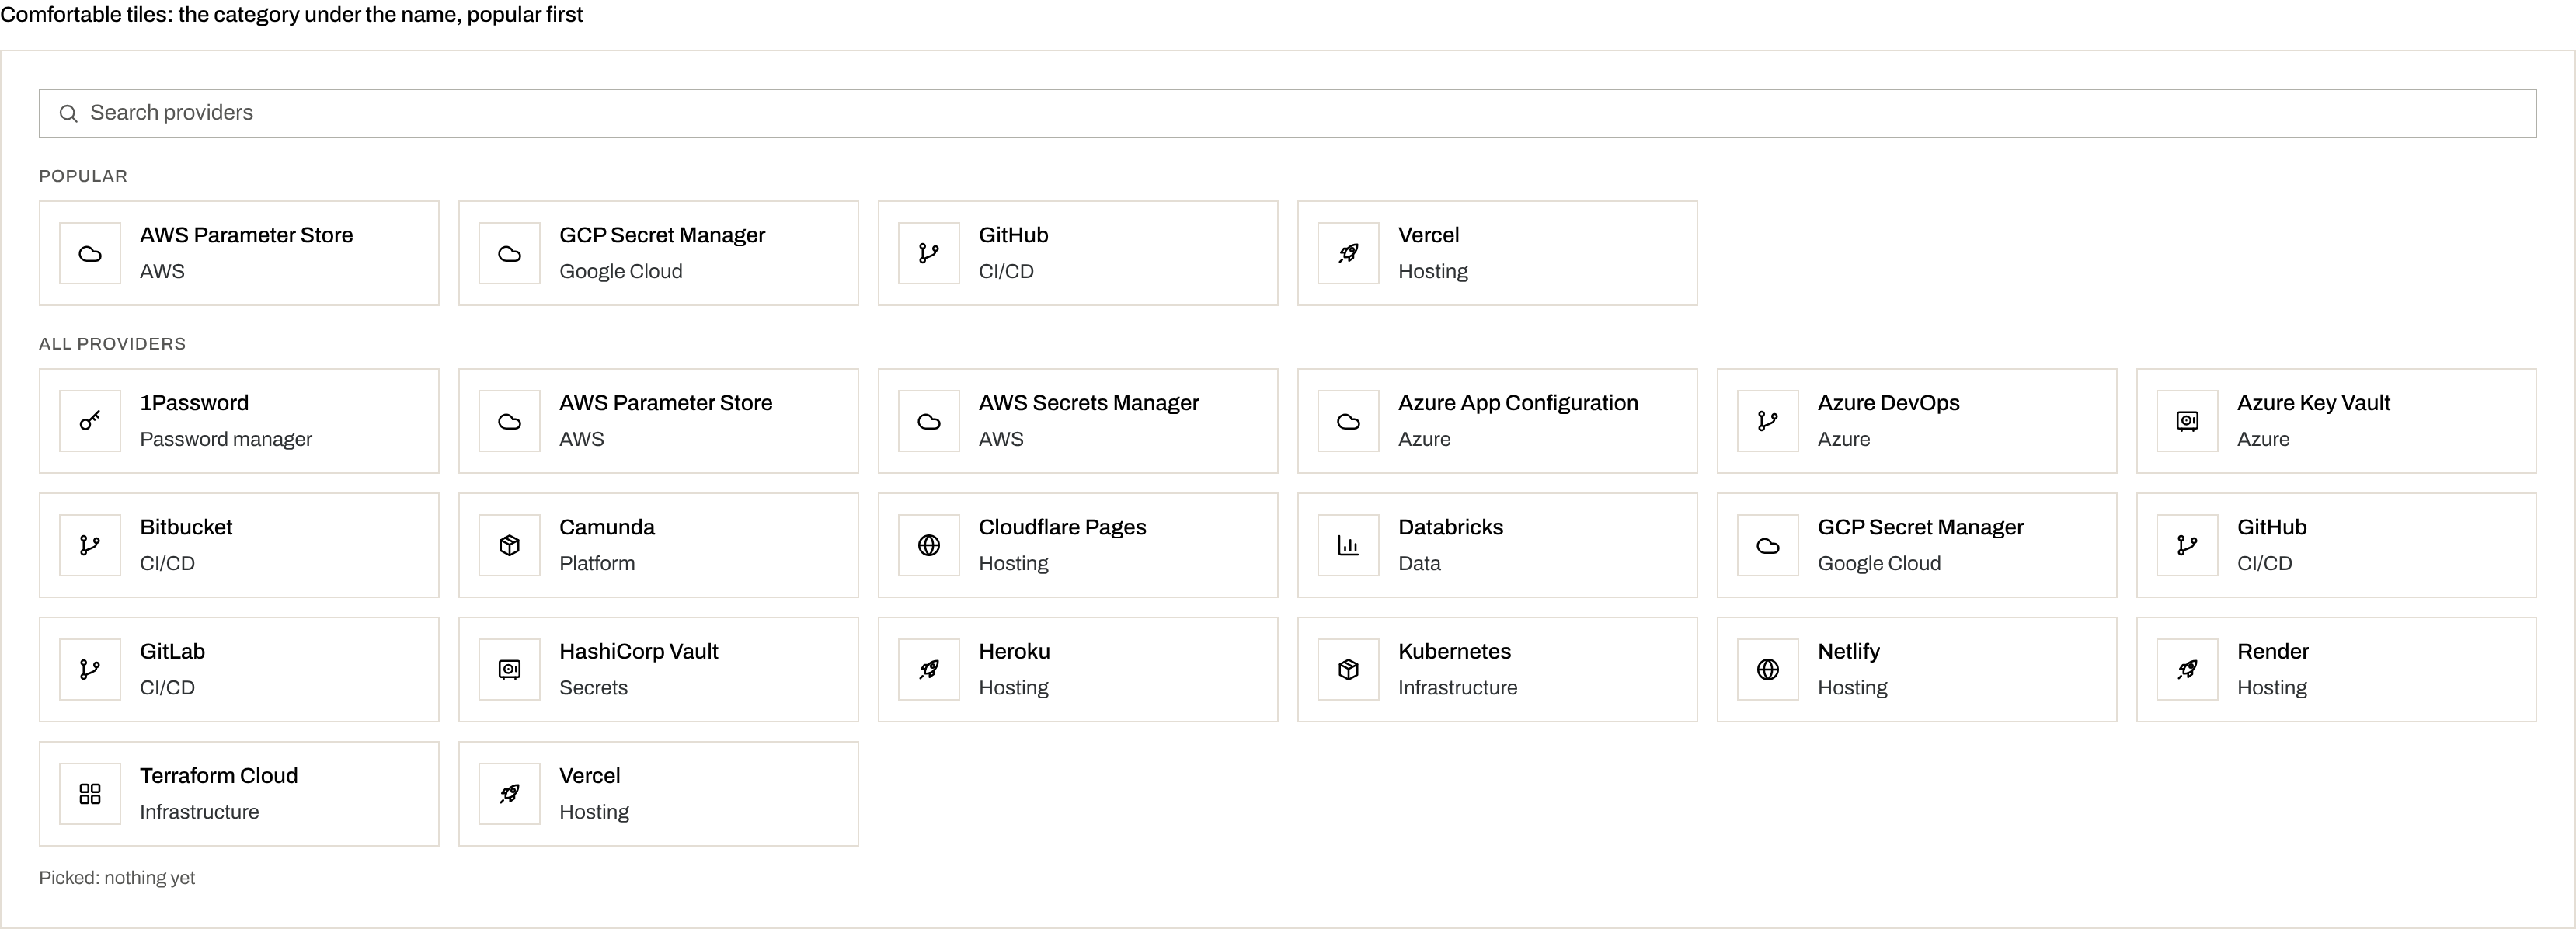 Comfortable tiles: the category under the name, popular first
Search providers
POPULAR
AWS Parameter Store
AWS
GCP Secret Manager
Google Cloud
GitHub
CI/CD
Vercel
Hosting
ALL PROVIDERS
1Password
Password manager
AWS Parameter Store
AWS
AWS Secrets Manager
AWS
Azure App Configuration
Azure
Azure DevOps
Azure
Azure Key Vault
Azure
Bitbucket
CI/CD
Camunda
Platform
Cloudflare Pages
Hosting
Databricks
Data
GCP Secret Manager
Google Cloud
GitHub
CI/CD
GitLab
CI/CD
HashiCorp Vault
Secrets
Heroku
Hosting
Kubernetes
Infrastructure
Netlify
Hosting
Render
Hosting
Terraform Cloud
Infrastructure
Vercel
Hosting
Picked: nothing yet